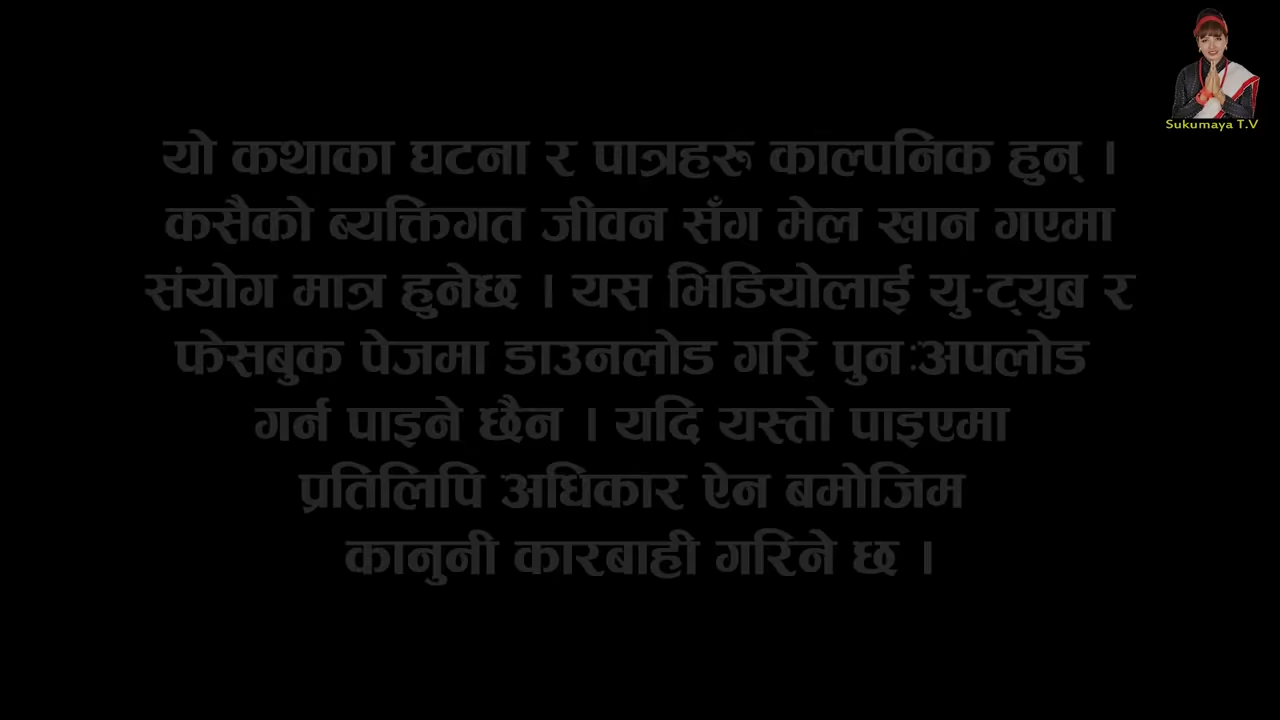 Sukumaya T.V
यो कथाका घटना र पात्रहरू काल्पनिक हुन् ।
कसैको ब्यक्तिगत जीवन सँग मेल खान गएमा
संयोग मात्र हुनेछ । यस भिडियोलाई यु-ट्युब र
फेसबुक पेजमा डाउनलोड गरि पुनःअपलोड
गर्न पाइने छैन । यदि यस्तो पाइएमा
प्रतिलिपि अधिकार ऐन बमोजिम
कानुनी कारबाही गरिने छ ।